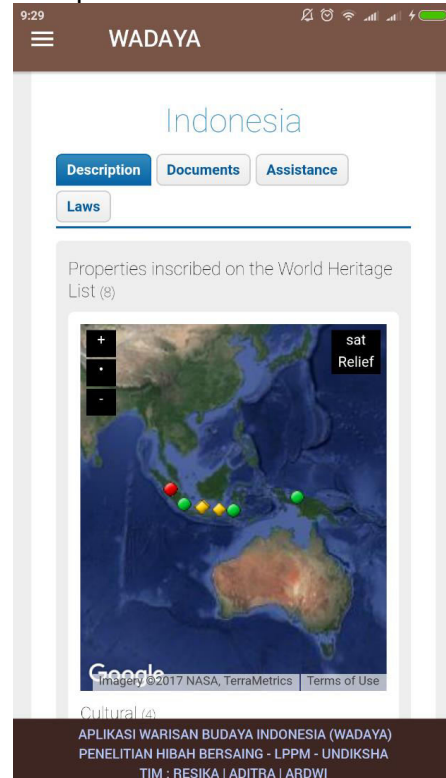 9:29
WADAYA
Indonesia
Description Documents Assistance
Laws
Properties inscribed on the World Heritage
List (8)
+ sat
· Relief
-
Google
Imagery ©2017 NASA, TerraMetrics Terms of Use
Cultural (4)
APLIKASI WARISAN BUDAYA INDONESIA (WADAYA)
PENELITIAN HIBAH BERSAING - LPPM - UNDIKSHA
TIM : RESIKA | ADITRA | ARDWI